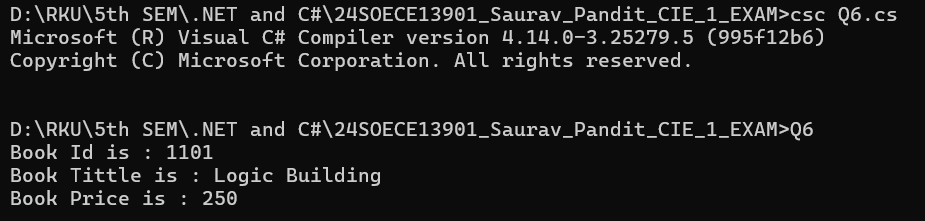 D:\RKU\5th SEM\.NET and C#\24SOECE13901_Saurav_Pandit_CIE_1_EXAM>csc Q6.cs
Microsoft (R) Visual C# Compiler version 4.14.0-3.25279.5 (995f12b6)
Copyright (C) Microsoft Corporation. All rights reserved.
D:\RKU\5th SEM\.NET and C#\24SOECE13901_Saurav_Pandit_CIE_1_EXAM>Q6
Book Id is : 1101
Book Tittle is : Logic Building
Book Price is : 250